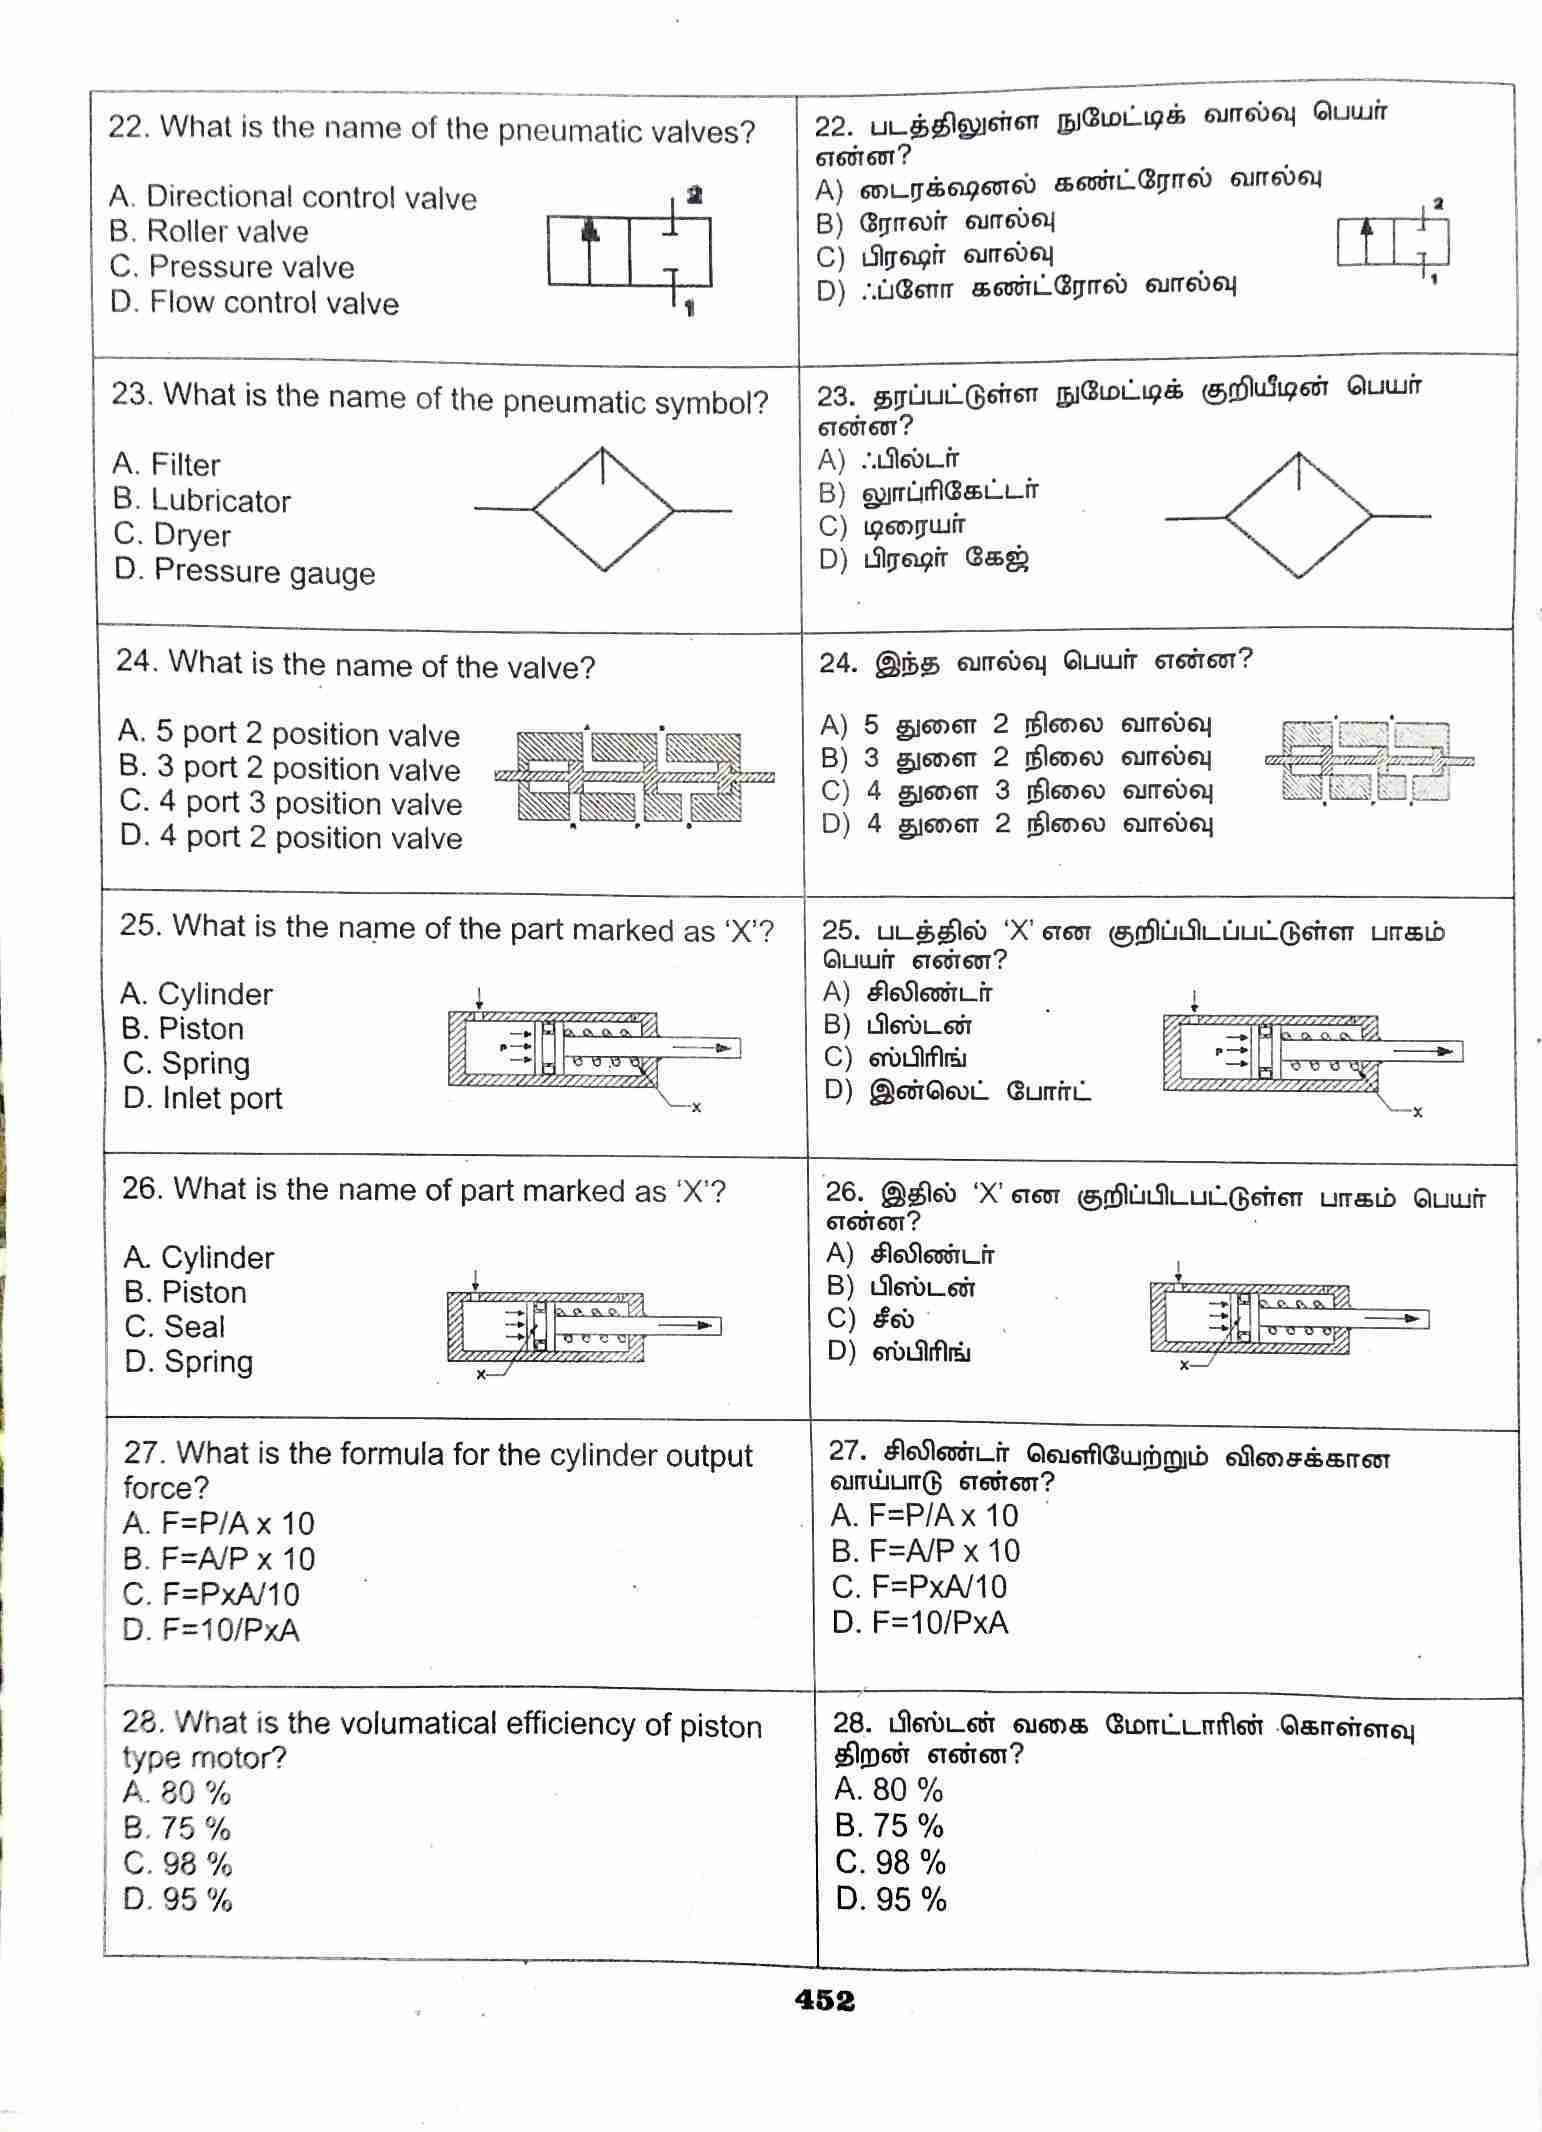 22. What is the name of the pneumatic valves?
A. Directional control valve
B. Roller valve
C. Pressure valve
D. Flow control valve
2
1
22. படத்திலுள்ள நுமேட்டிக் வால்வு பெயர்
என்ன?
A) டைரக்ஷனல் கண்ட்ரோல் வால்வு
B) ரோலர் வால்வு
C) பிரஷர் வால்வு
D) ஃப்ளோ கண்ட்ரோல் வால்வு
2
1
23. What is the name of the pneumatic symbol?
A. Filter
B. Lubricator
C. Dryer
D. Pressure gauge
23. தரப்பட்டுள்ள நுமேட்டிக் குறியீடின் பெயர்
என்ன?
A) ஃபில்டர்
B) லூப்ரிகேட்டர்
C) டிரையர்
D) பிரஷர் கேஜ்
24. What is the name of the valve?
A. 5 port 2 position valve
B. 3 port 2 position valve
C. 4 port 3 position valve
D. 4 port 2 position valve
24. இந்த வால்வு பெயர் என்ன?
A) 5 துளை 2 நிலை வால்வு
B) 3 துளை 2 நிலை வால்வு
C) 4 துளை 3 நிலை வால்வு
D) 4 துளை 2 நிலை வால்வு
25. What is the name of the part marked as ‘X’?
A. Cylinder
B. Piston
C. Spring
D. Inlet port
P
X
25. படத்தில் ‘X’ என குறிப்பிடப்பட்டுள்ள பாகம்
பெயர் என்ன?
A) சிலிண்டர்
B) பிஸ்டன்
C) ஸ்பிரிங்
D) இன்லெட் போர்ட்
P
X
26. What is the name of part marked as ‘X’?
A. Cylinder
B. Piston
C. Seal
D. Spring
X
26. இதில் ‘X’ என குறிப்பிடபட்டுள்ள பாகம் பெயர்
என்ன?
A) சிலிண்டர்
B) பிஸ்டன்
C) சீல்
D) ஸ்பிரிங்
X
27. What is the formula for the cylinder output
force?
A. F=P/A x 10
B. F=A/P x 10
C. F=PxA/10
D. F=10/PxA
27. சிலிண்டர் வெளியேற்றும் விசைக்கான
வாய்பாடு என்ன?
A. F=P/A x 10
B. F=A/P x 10
C. F=PxA/10
D. F=10/PxA
28. What is the volumatical efficiency of piston
type motor?
A. 80 %
B. 75 %
C. 98 %
D. 95 %
28. பிஸ்டன் வகை மோட்டாரின் கொள்ளவு
திறன் என்ன?
A. 80 %
B. 75 %
C. 98 %
D. 95 %
452